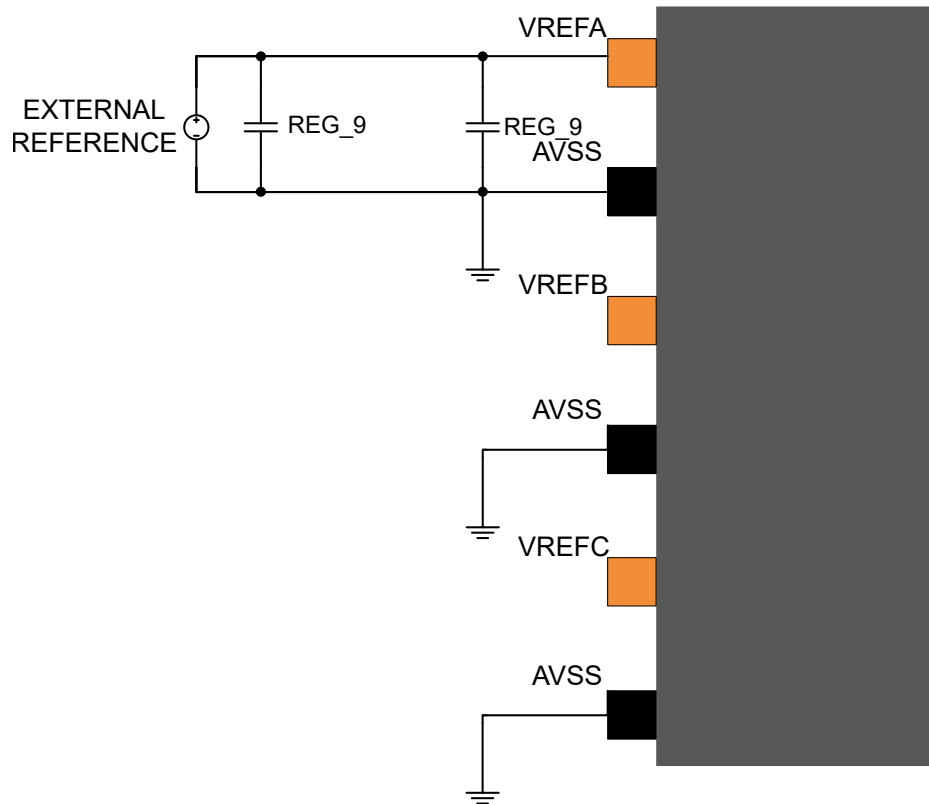 VREFA
EXTERNAL
REFERENCE
+
-
REG_9
REG_9
AVSS
VREFB
AVSS
VREFC
AVSS